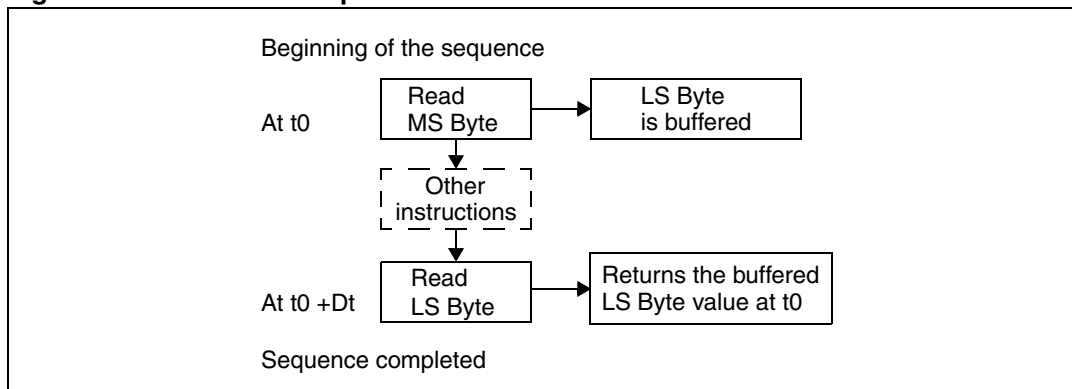 Beginning of the sequence
At t0
Read
MS Byte
LS Byte
is buffered
Other
instructions
At t0 +Dt
Read
LS Byte
Returns the buffered
LS Byte value at t0
Sequence completed